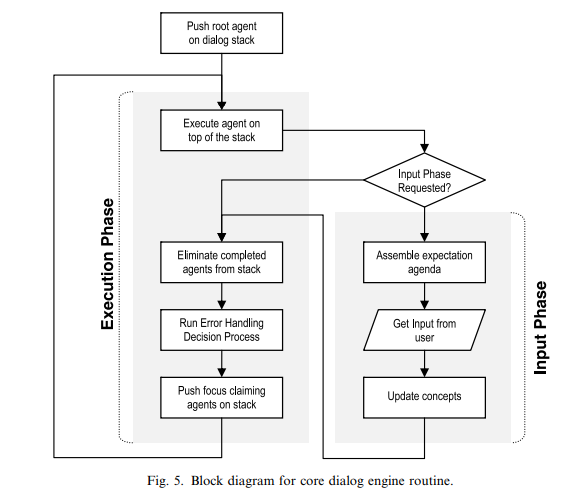 Push root agent
on dialog stack
Execute agent on
top of the stack
Input Phase
Requested?
Eliminate completed
agents from stack
Assemble expectation
agenda
Run Error Handling
Decision Process
Get Input from
user
Push focus claiming
agents on stack
Update concepts
Execution Phase
Input Phase
Fig. 5. Block diagram for core dialog engine routine.